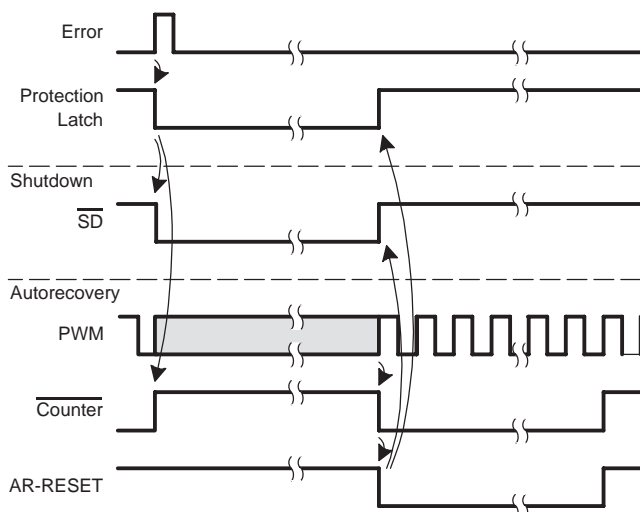 Error
Protection
Latch
Shutdown
SD
Autorecovery
PWM
Counter
AR-RESET